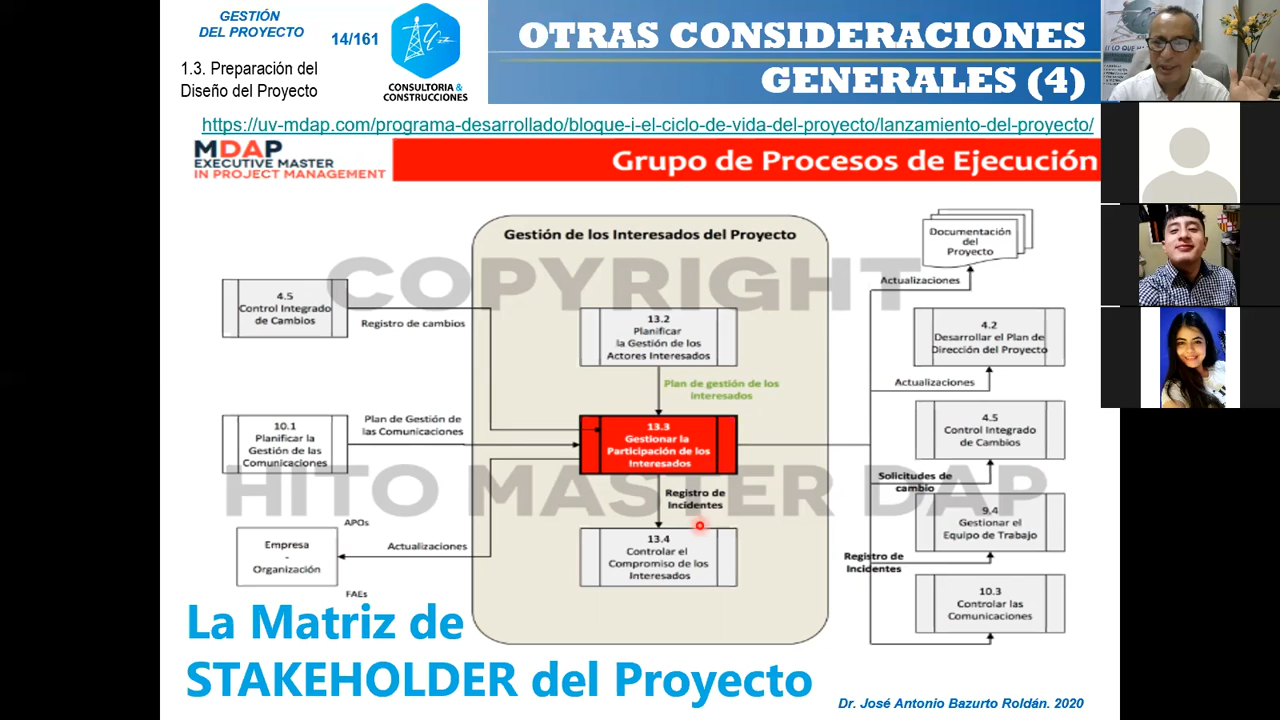 GESTIÓN
DEL PROYECTO
14/161
1.3. Preparación del
Diseño del Proyecto
CONSULTORIA &
CONSTRUCCIONES
OTRAS CONSIDERACIONES
GENERALES (4)
https://uv-mdap.com/programa-desarrollado/bloque-i-el-ciclo-de-vida-del-proyecto/lanzamiento-del-proyecto/
MDAP
EXECUTIVE MASTER
IN PROJECT MANAGEMENT
Grupo de Procesos de Ejecución
Gestión de los Interesados del Proyecto
Documentación
del
Proyecto
Actualizaciones
COPYRIGHT
4.5
Control Integrado
de Cambios
Registro de cambios
13.2
Planificar
la Gestión de los
Actores Interesados
4.2
Desarrollar el Plan de
Dirección del Proyecto
Actualizaciones
Plan de gestión de los
interesados
10.1
Planificar la
Gestión de las
Comunicaciones
Plan de Gestión de
las Comunicaciones
13.3
Gestionar la
Participación de los
Interesados
4.5
Control Integrado
de Cambios
Solicitudes de
cambio
HITO MASTER DAP
Registro de
Incidentes
9.4
Gestionar el
Equipo de Trabajo
APOs
Empresa
-
Organización
FAEs
Actualizaciones
13.4
Controlar el
Compromiso de los
Interesados
Registro de
Incidentes
10.3
Controlar las
Comunicaciones
La Matriz de
STAKEHOLDER del Proyecto
Dr. José Antonio Bazurto Roldán. 2020